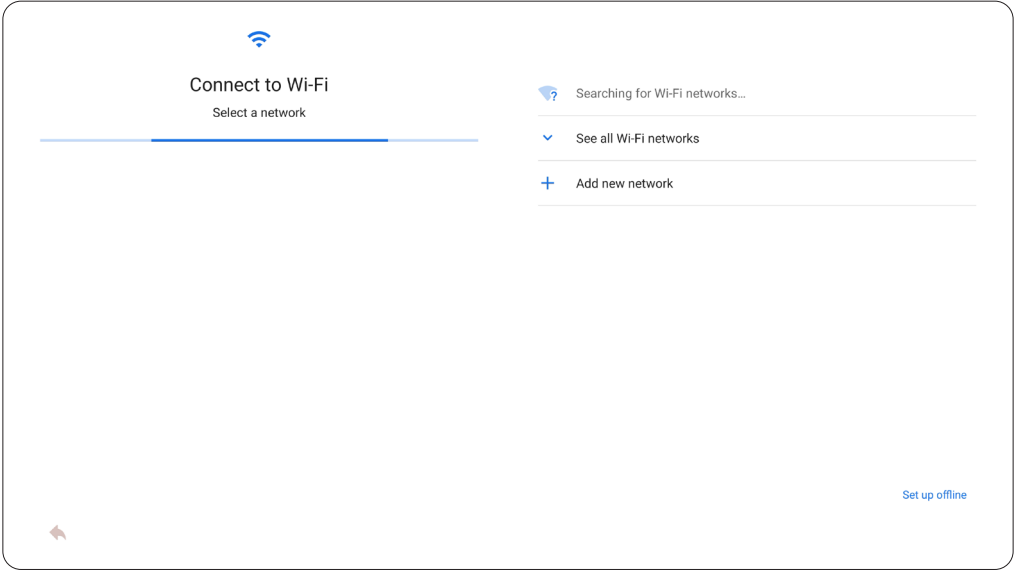 Connect to Wi-Fi
Select a network
Searching for Wi-Fi networks...
See all Wi-Fi networks
Add new network
Set up offline